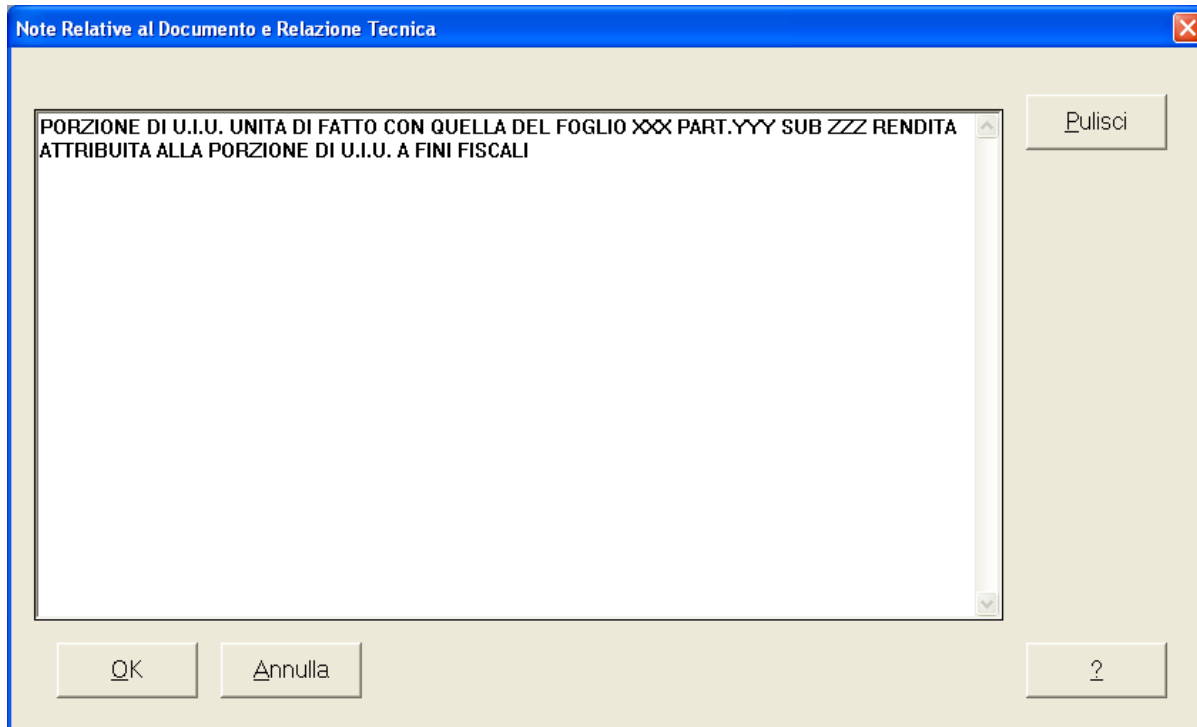 Note Relative al Documento e Relazione Tecnica
PORZIONE DI U.I.U. UNITA DI FATTO CON QUELLA DEL FOGLIO XXX PART.YYY SUB ZZZ RENDITA
ATTRIBUITA ALLA PORZIONE DI U.I.U. A FINI FISCALI
Pulisci
OK
Annulla
?